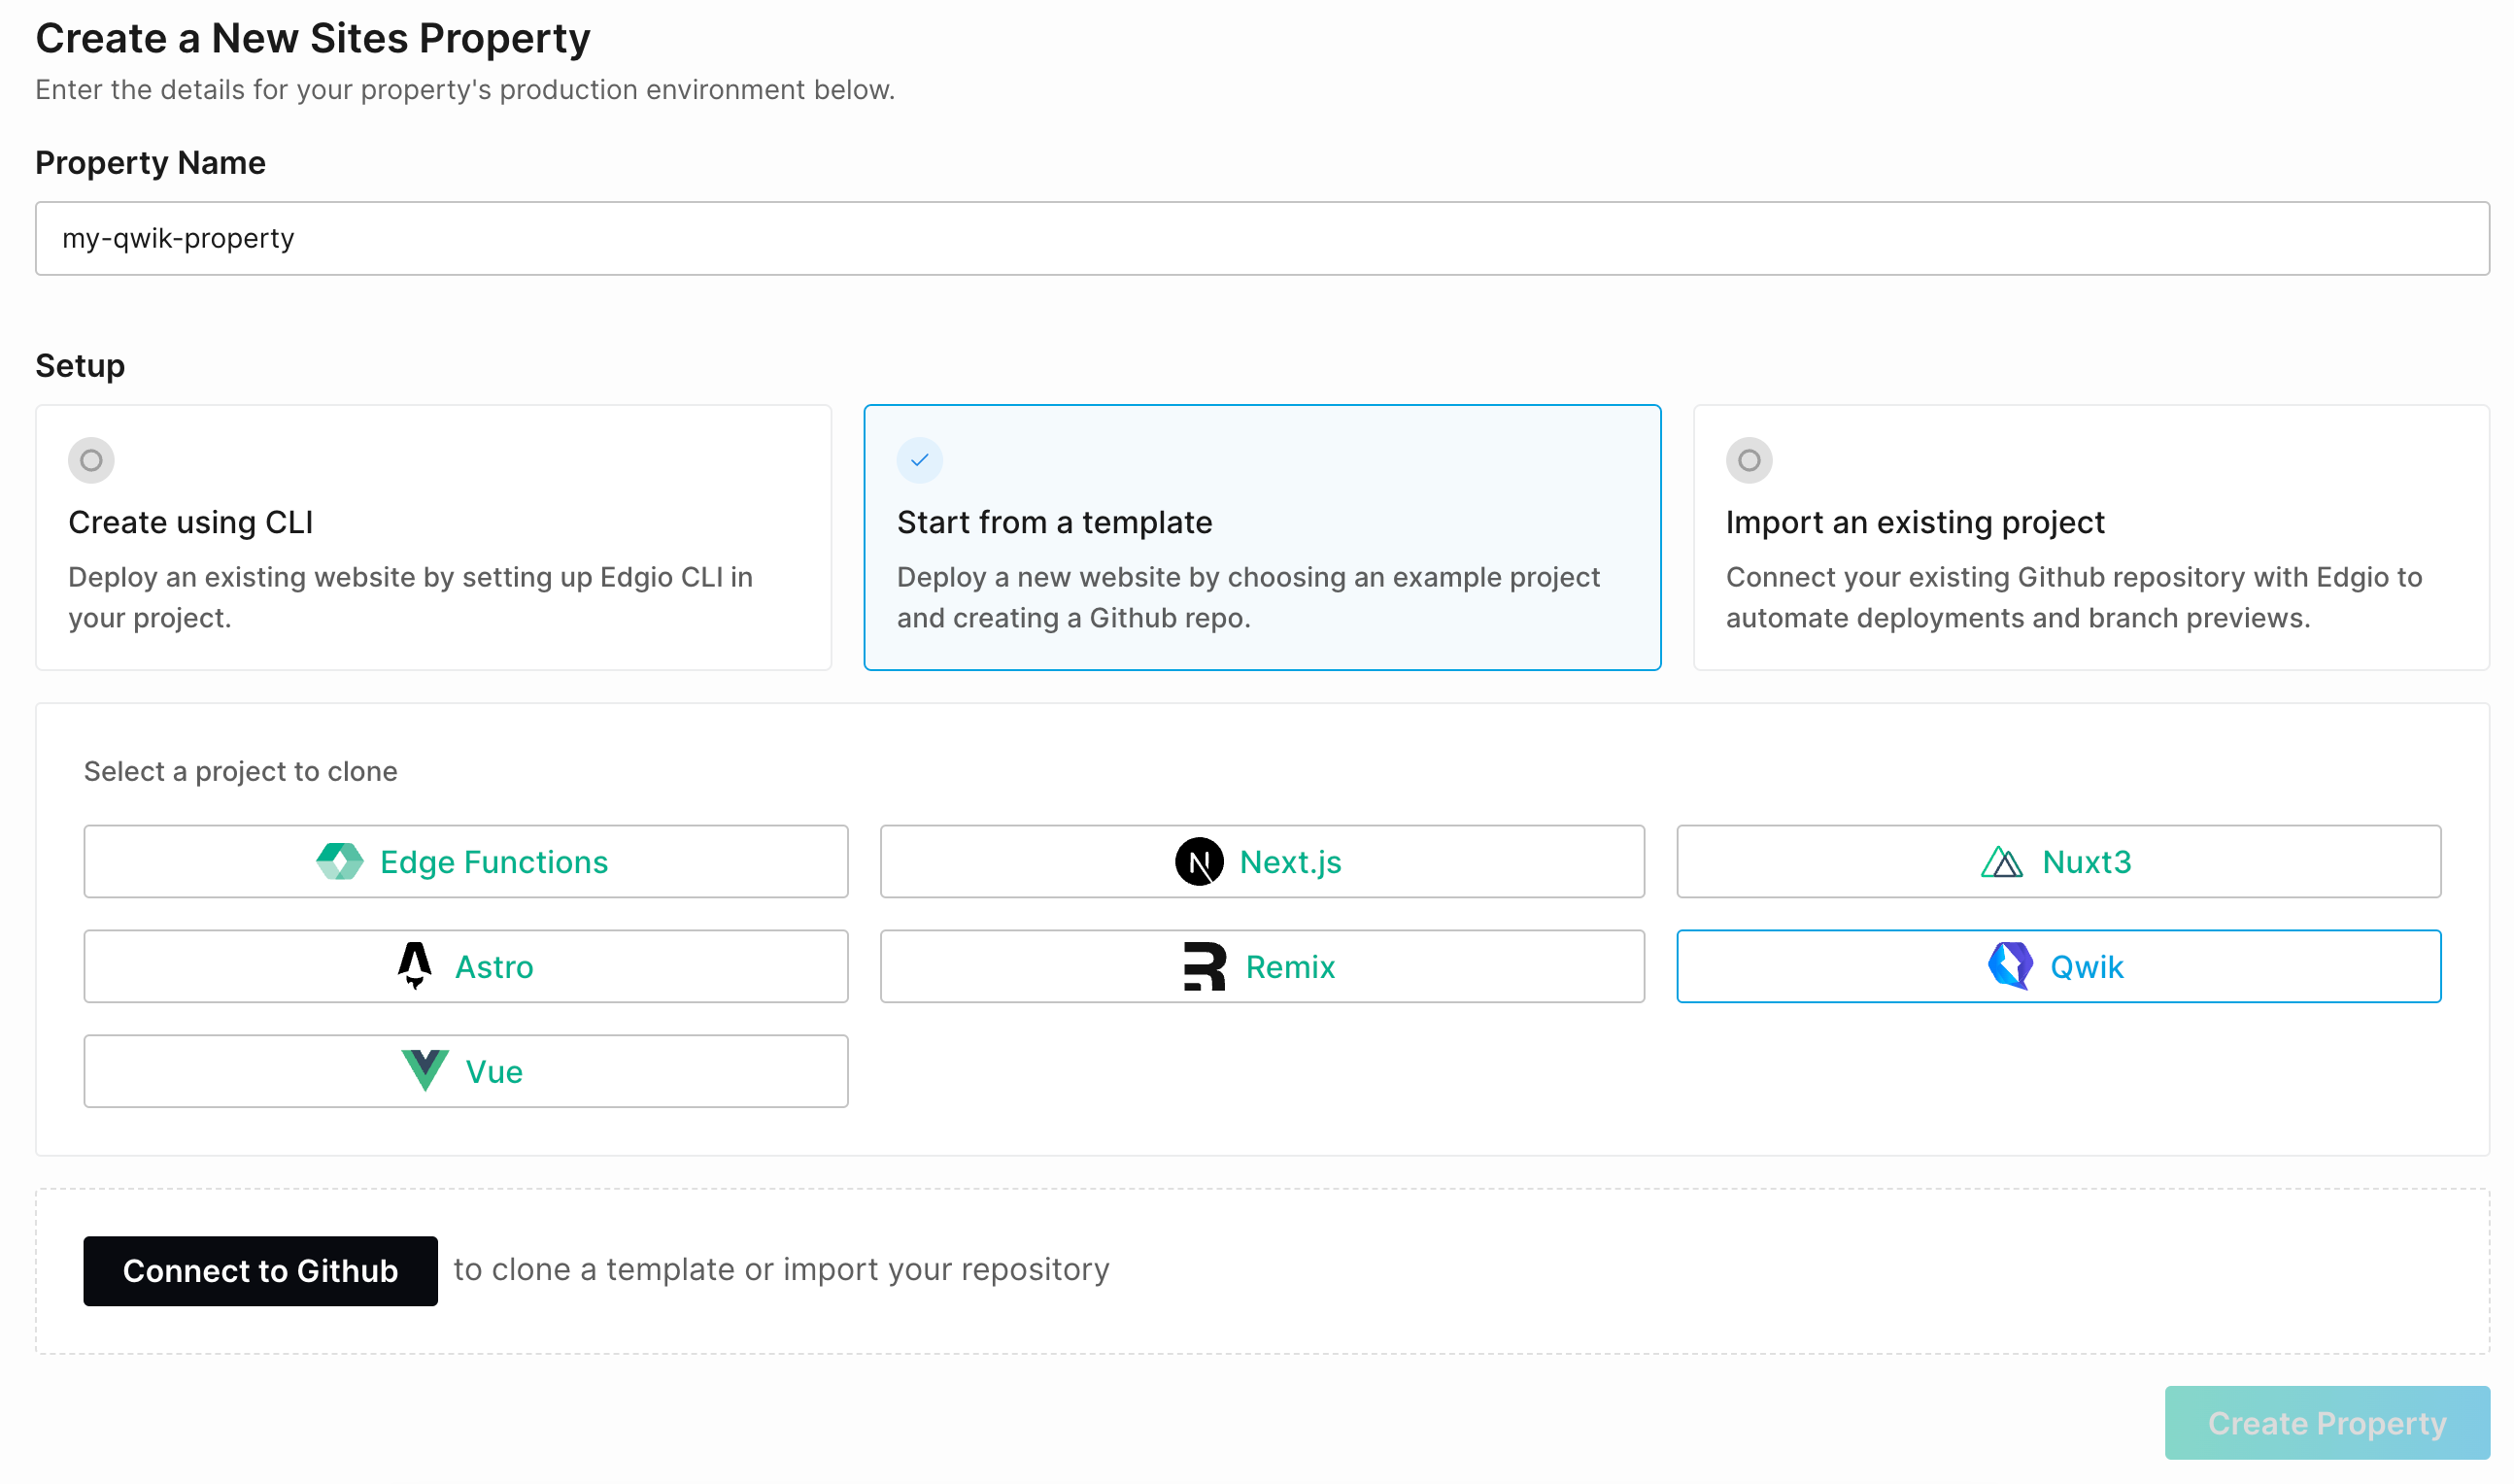 Create a New Sites Property
Enter the details for your property's production environment below.
Property Name
my-qwik-property
Setup
Create using CLI
Deploy an existing website by setting up Edgio CLI in
your project.
Start from a template
Deploy a new website by choosing an example project
and creating a Github repo.
Import an existing project
Connect your existing Github repository with Edgio to
automate deployments and branch previews.
Select a project to clone
Edge Functions
Next.js
Nuxt3
Astro
Remix
Qwik
Vue
Connect to Github to clone a template or import your repository
Create Property